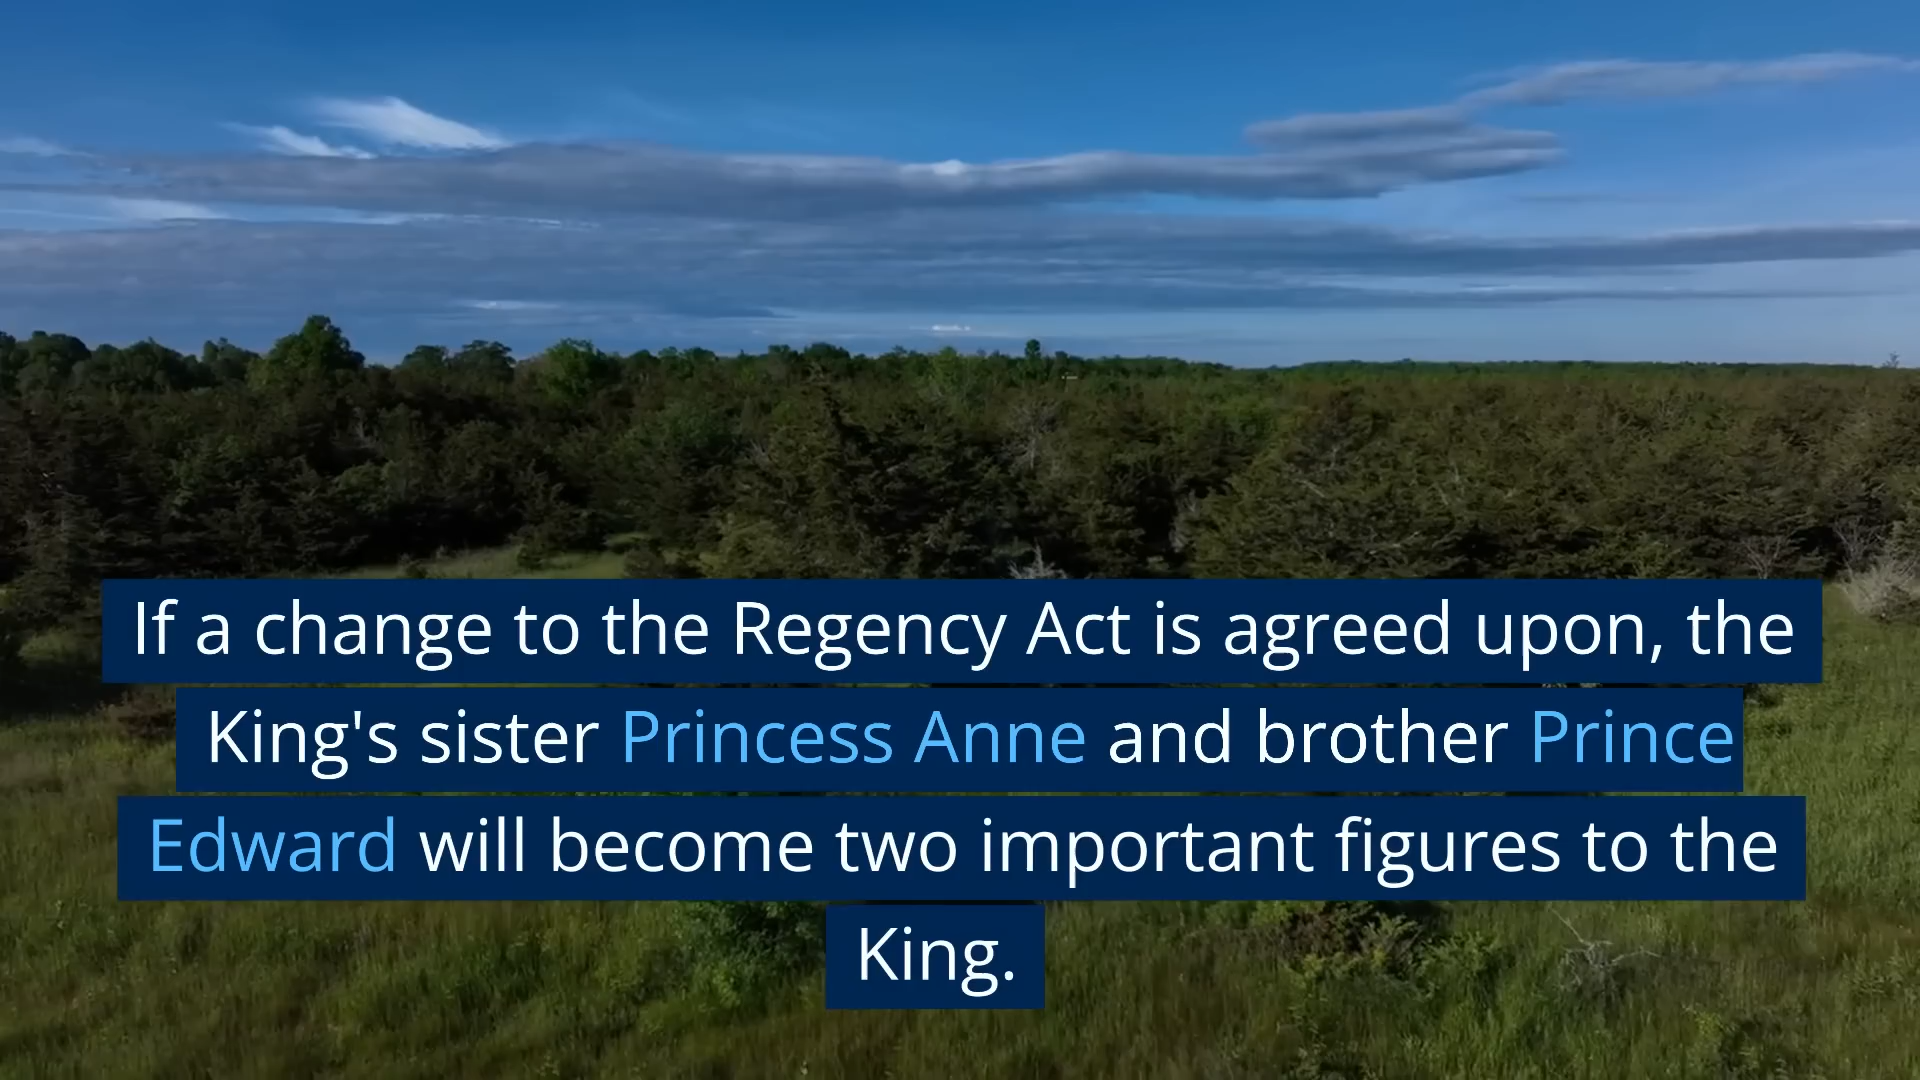 If a change to the Regency Act is agreed upon, the
King's sister Princess Anne and brother Prince
Edward will become two important figures to the
King.